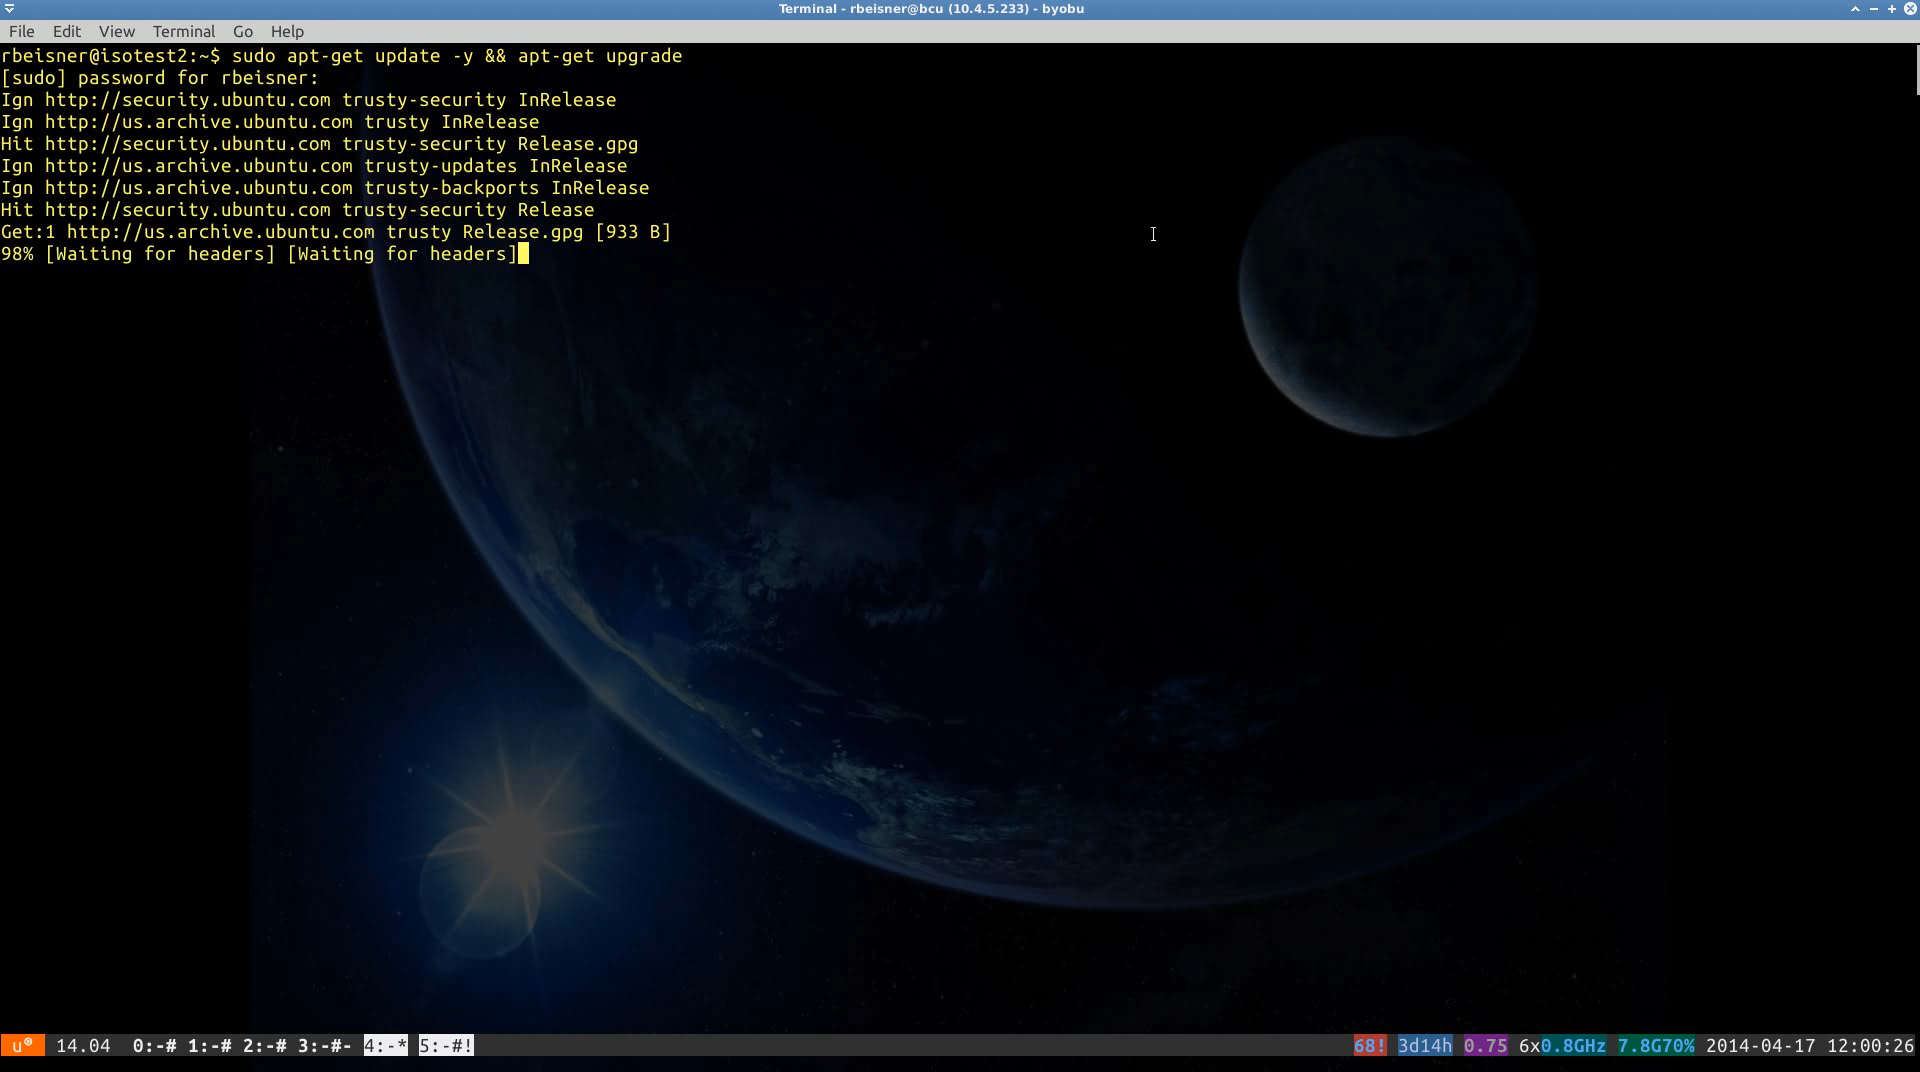 Terminal - rbeisner@bcu (10.4.5.233) - byobu
File Edit View Terminal Go Help
rbeisner@isotest2:~$ sudo apt-get update -y && apt-get upgrade
[sudo] password for rbeisner:
Ign http://security.ubuntu.com trusty-security InRelease
Ign http://us.archive.ubuntu.com trusty InRelease
Hit http://security.ubuntu.com trusty-security Release.gpg
Ign http://us.archive.ubuntu.com trusty-updates InRelease
Ign http://us.archive.ubuntu.com trusty-backports InRelease
Hit http://security.ubuntu.com trusty-security Release
Get:1 http://us.archive.ubuntu.com trusty Release.gpg [933 B]
98% [Waiting for headers] [Waiting for headers]
u® 14.04 0:-# 1:-# 2:-# 3:-#- 4:-* 5:-#! 68! 3d14h 0.75 6x0.8GHz 7.8G70% 2014-04-17 12:00:26